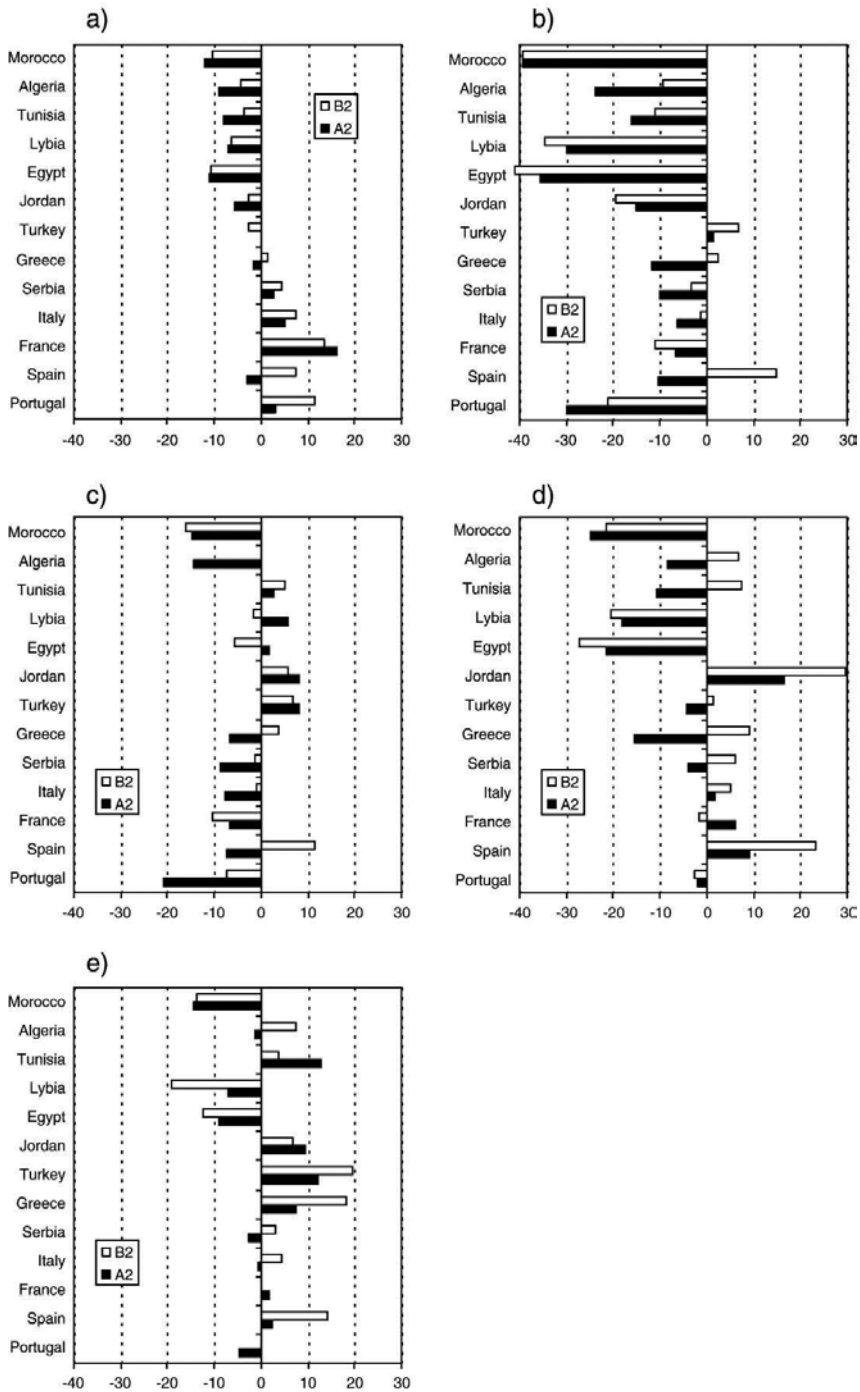 a)
Morocco
Algeria
Tunisia
Lybia
Egypt
Jordan
Turkey
Greece
Serbia
Italy
France
Spain
Portugal
B2
A2
-40 -30 -20 -10 0 10 20 30
b)
Morocco
Algeria
Tunisia
Lybia
Egypt
Jordan
Turkey
Greece
Serbia
Italy
France
Spain
Portugal
B2
A2
-40 -30 -20 -10 0 10 20 30
c)
Morocco
Algeria
Tunisia
Lybia
Egypt
Jordan
Turkey
Greece
Serbia
Italy
France
Spain
Portugal
B2
A2
-40 -30 -20 -10 0 10 20 30
d)
Morocco
Algeria
Tunisia
Lybia
Egypt
Jordan
Turkey
Greece
Serbia
Italy
France
Spain
Portugal
B2
A2
-40 -30 -20 -10 0 10 20 30
e)
Morocco
Algeria
Tunisia
Lybia
Egypt
Jordan
Turkey
Greece
Serbia
Italy
France
Spain
Portugal
B2
A2
-40 -30 -20 -10 0 10 20 30